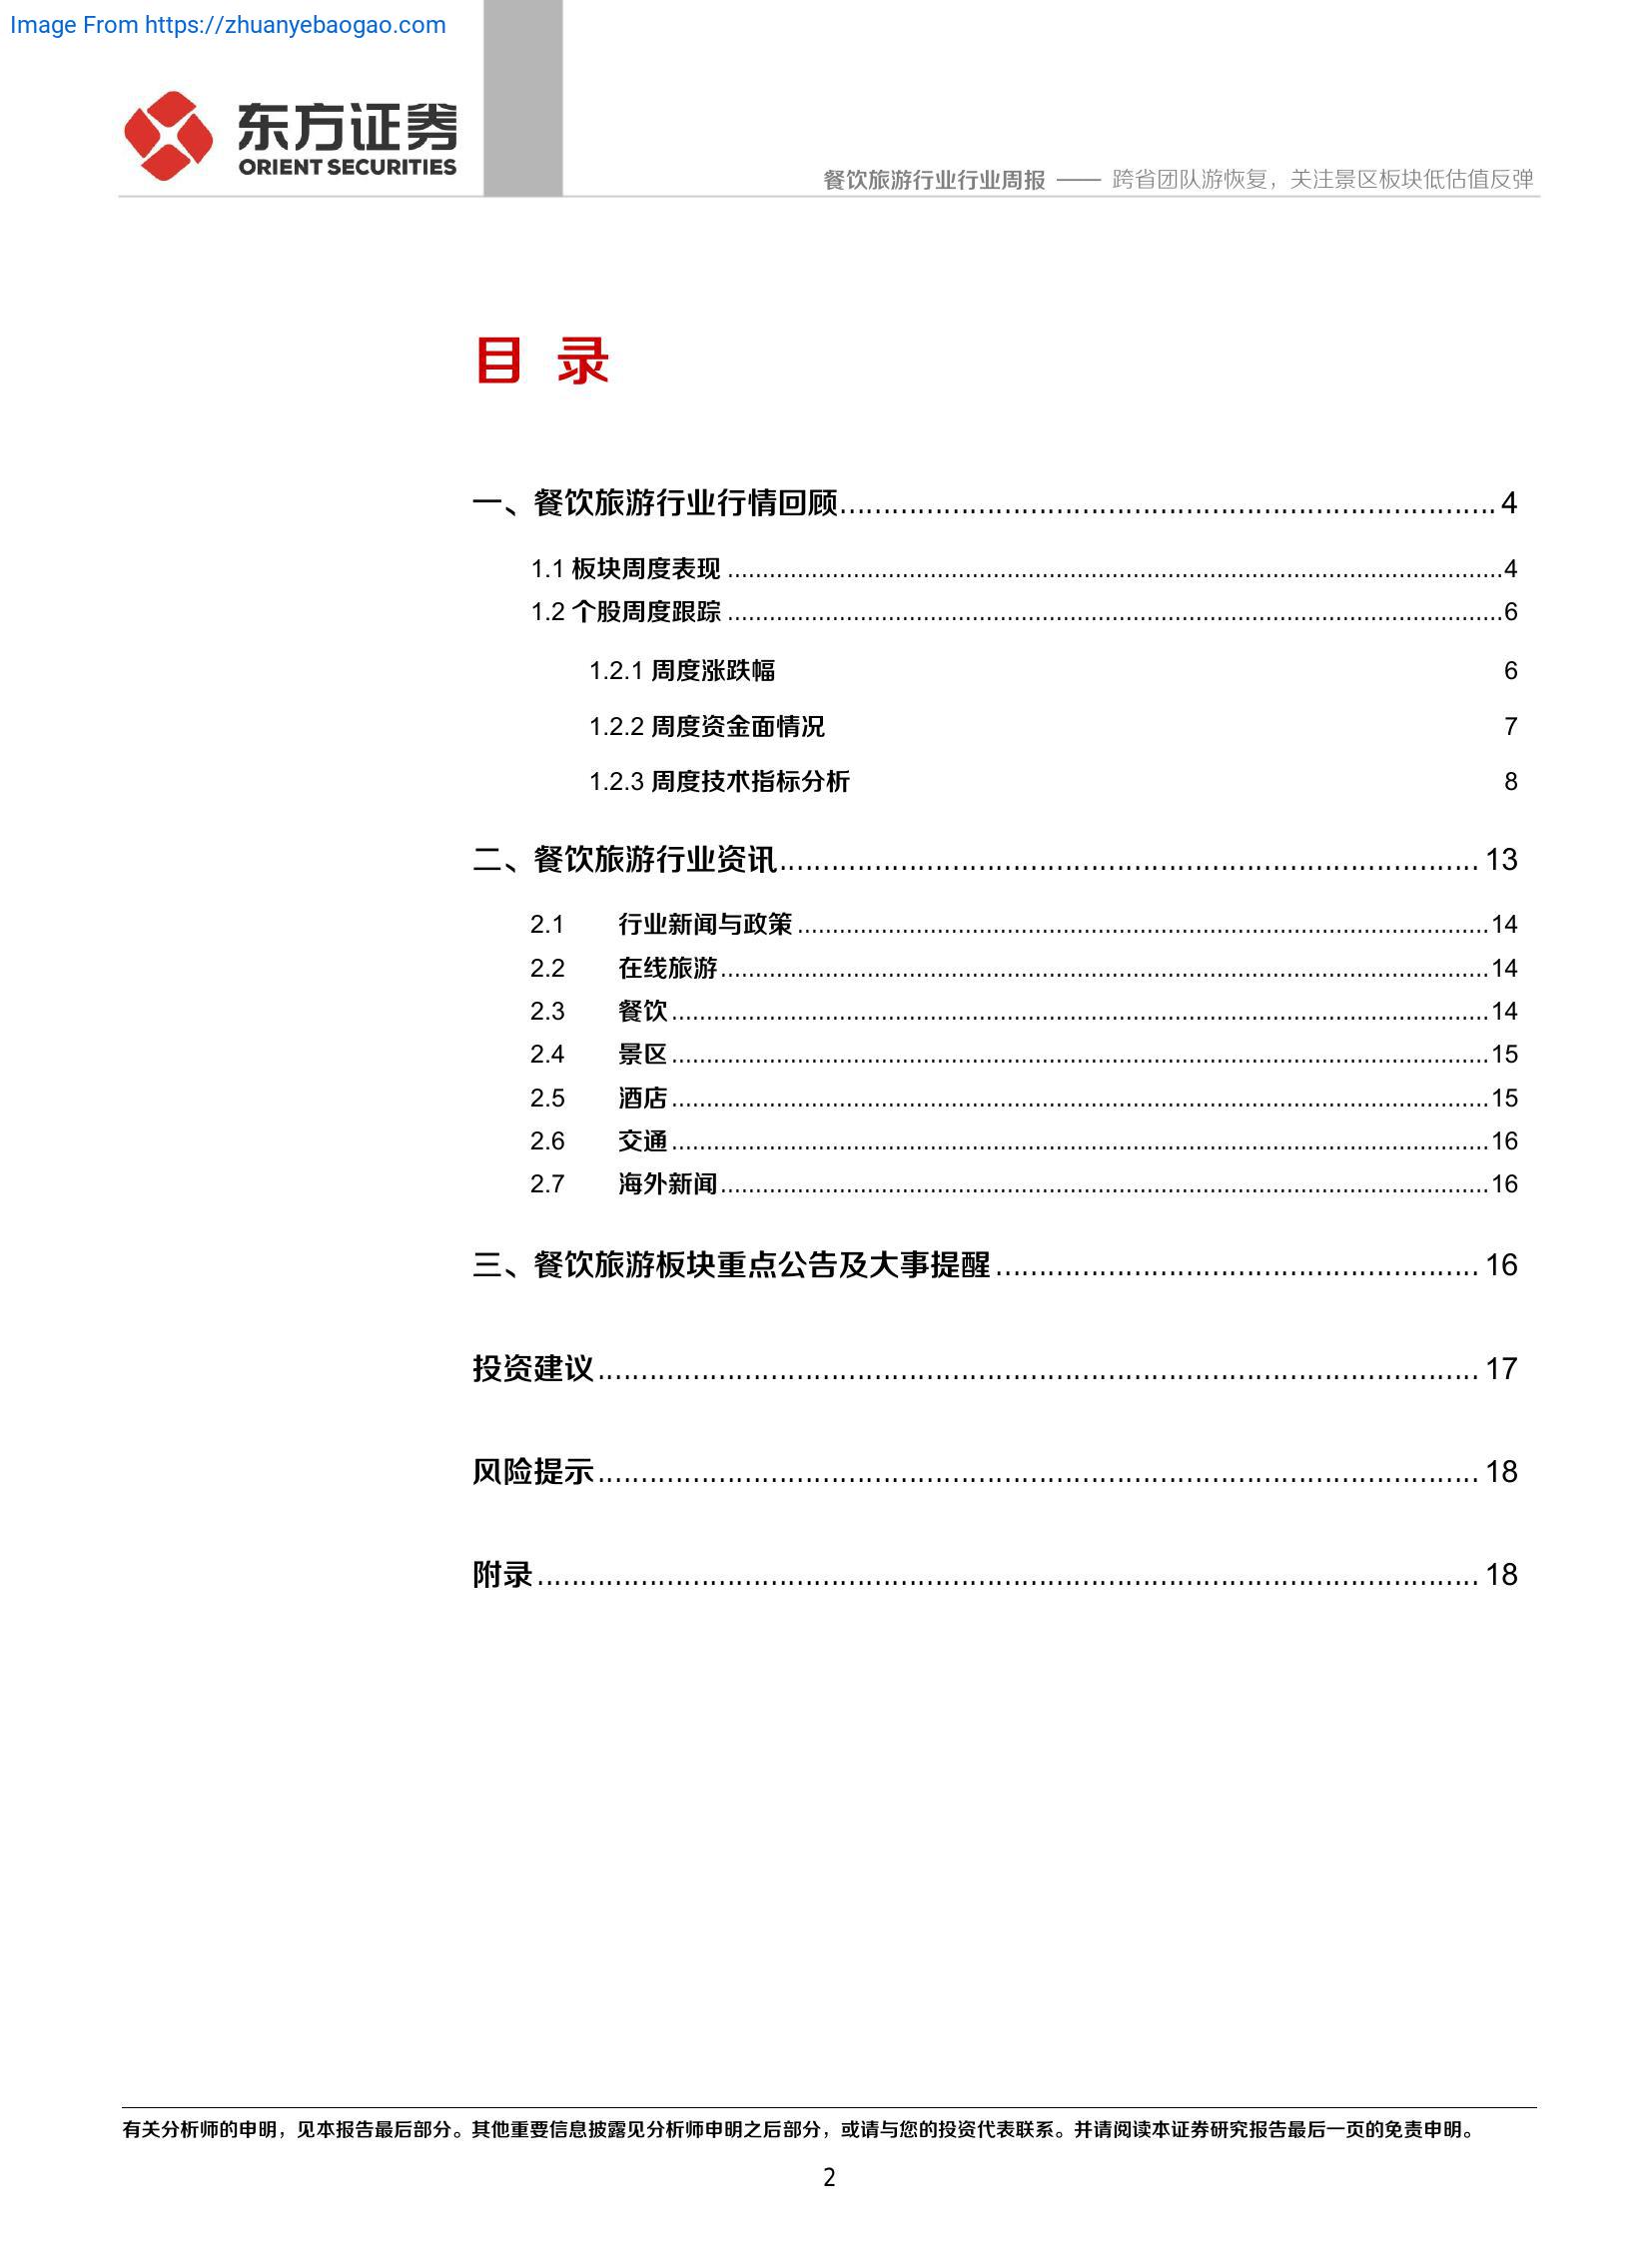 Image From https://zhuanyebaogao.com
东方证券
ORIENT SECURITIES
餐饮旅游行业行业周报 —— 跨省团队游恢复，关注景区板块低估值反弹
目 录
一、餐饮旅游行业行情回顾 4
1.1 板块周度表现 4
1.2 个股周度跟踪 6
1.2.1 周度涨跌幅 6
1.2.2 周度资金面情况 7
1.2.3 周度技术指标分析 8
二、餐饮旅游行业资讯 13
2.1 行业新闻与政策 14
2.2 在线旅游 14
2.3 餐饮 14
2.4 景区 15
2.5 酒店 15
2.6 交通 16
2.7 海外新闻 16
三、餐饮旅游板块重点公告及大事提醒 16
投资建议 17
风险提示 18
附录 18
有关分析师的申明，见本报告最后部分。其他重要信息披露见分析师申明之后部分，或请与您的投资代表联系。并请阅读本证券研究报告最后一页的免责申明。
2